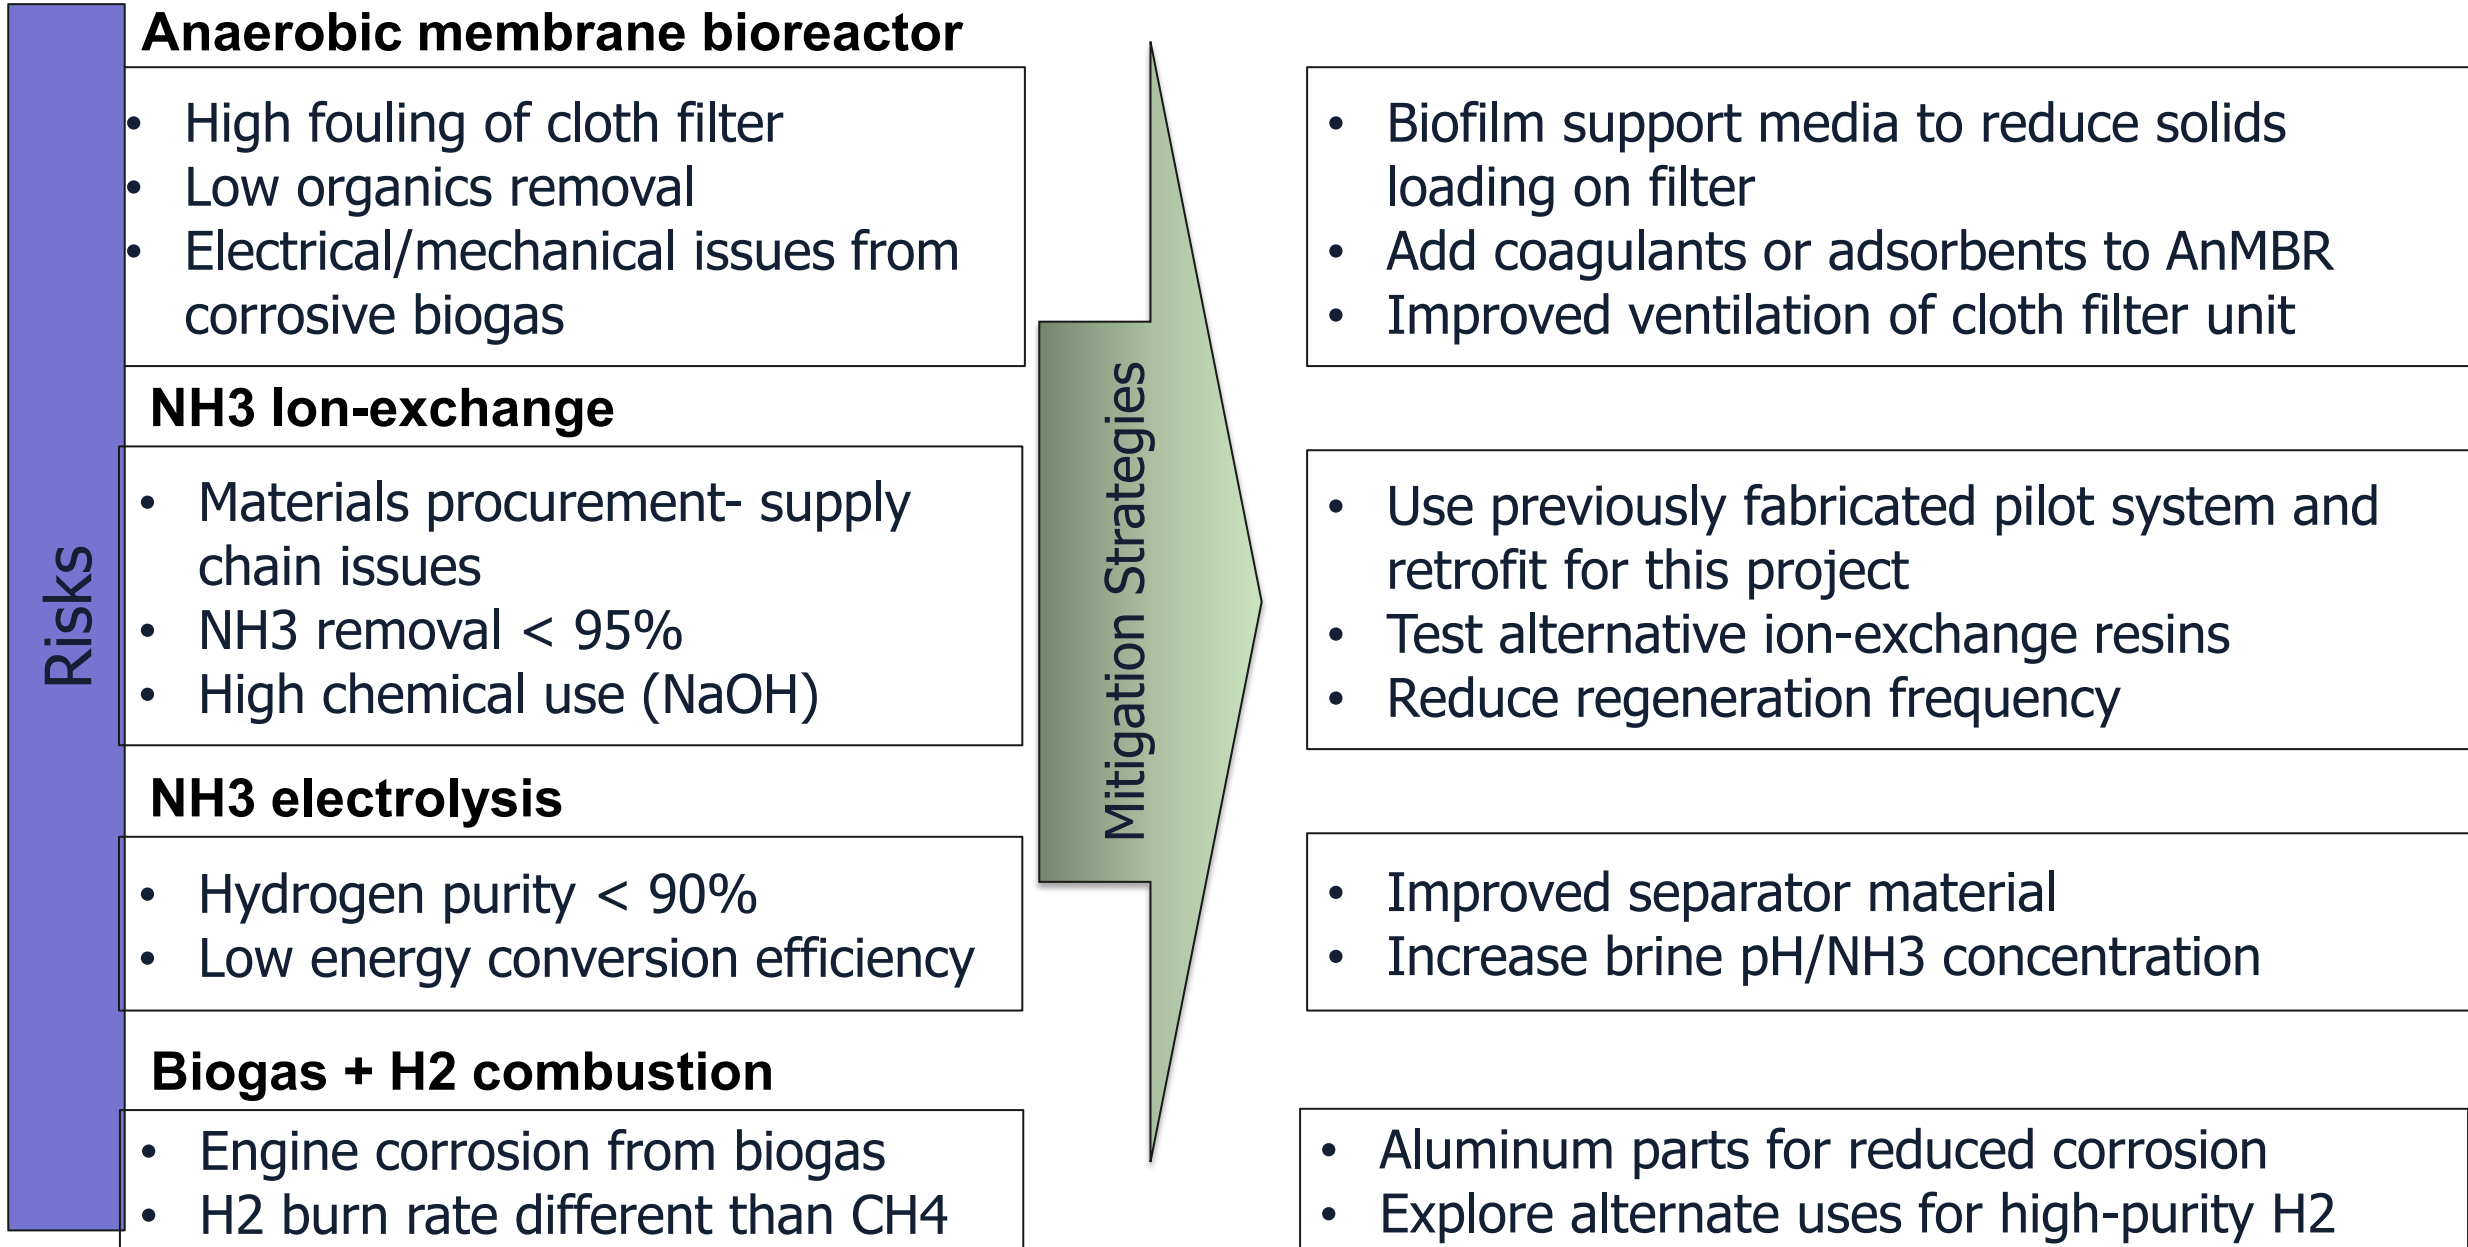 Risks
Anaerobic membrane bioreactor
• High fouling of cloth filter
• Low organics removal
• Electrical/mechanical issues from
corrosive biogas
Mitigation Strategies
• Biofilm support media to reduce solids
loading on filter
• Add coagulants or adsorbents to AnMBR
• Improved ventilation of cloth filter unit
NH3 Ion-exchange
• Materials procurement- supply
chain issues
• NH3 removal < 95%
• High chemical use (NaOH)
• Use previously fabricated pilot system and
retrofit for this project
• Test alternative ion-exchange resins
• Reduce regeneration frequency
NH3 electrolysis
• Hydrogen purity < 90%
• Low energy conversion efficiency
• Improved separator material
• Increase brine pH/NH3 concentration
Biogas + H2 combustion
• Engine corrosion from biogas
• H2 burn rate different than CH4
• Aluminum parts for reduced corrosion
• Explore alternate uses for high-purity H2